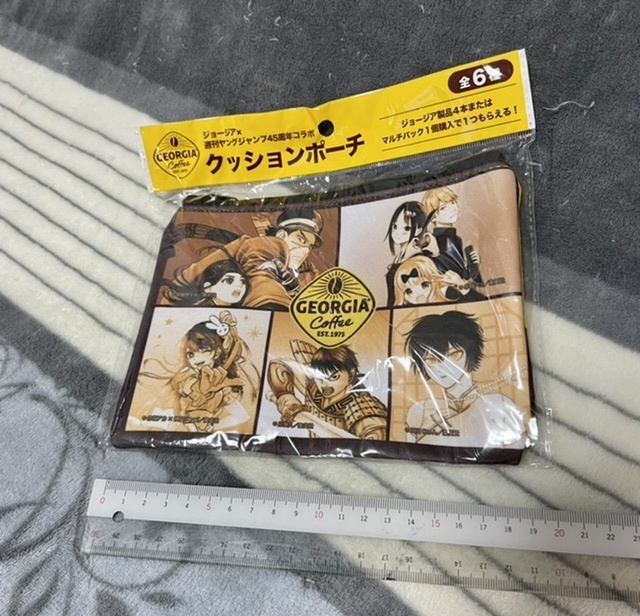 全6種
ジョージア×
週刊ヤングジャンプ45周年コラボ
クッションポーチ
ジョージア製品4本または
マルチパック1個購入で1つもらえる!
GEORGIA
Coffee
EST. 1975
GEORGIA
Coffee
EST. 1975
0 1 2 3 4 5 6 7 8 9 10 11 12 13 14 15 16 17 18 19 20 21 22 23